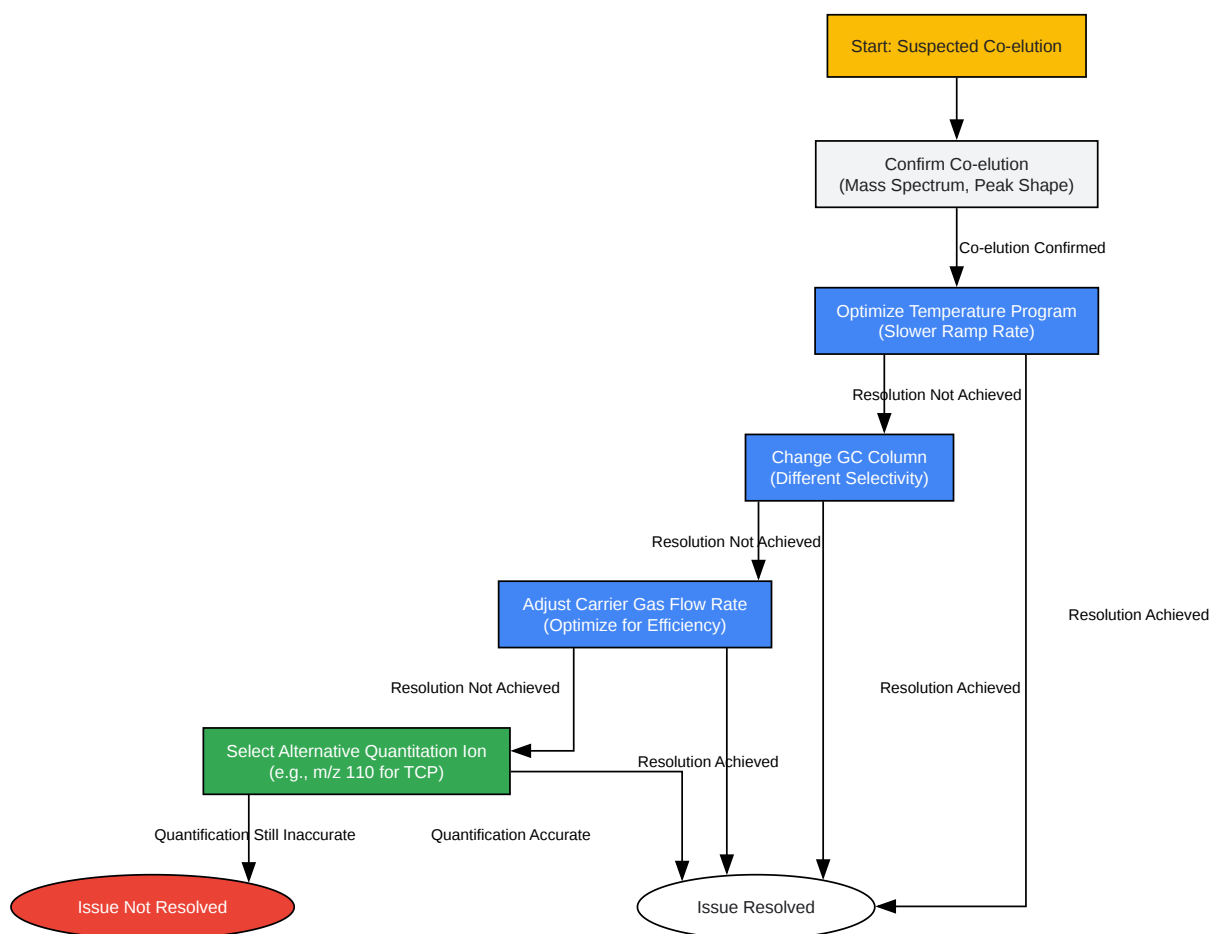 Start: Suspected Co-elution
Confirm Co-elution
(Mass Spectrum, Peak Shape)
Co-elution Confirmed
Optimize Temperature Program
(Slower Ramp Rate)
Resolution Not Achieved
Change GC Column
(Different Selectivity)
Resolution Not Achieved
Adjust Carrier Gas Flow Rate
(Optimize for Efficiency)
Resolution Achieved
Resolution Not Achieved
Resolution Achieved
Select Alternative Quantitation Ion
(e.g., m/z 110 for TCP)
Resolution Achieved
Quantification Still Inaccurate
Quantification Accurate
Issue Not Resolved
Issue Resolved